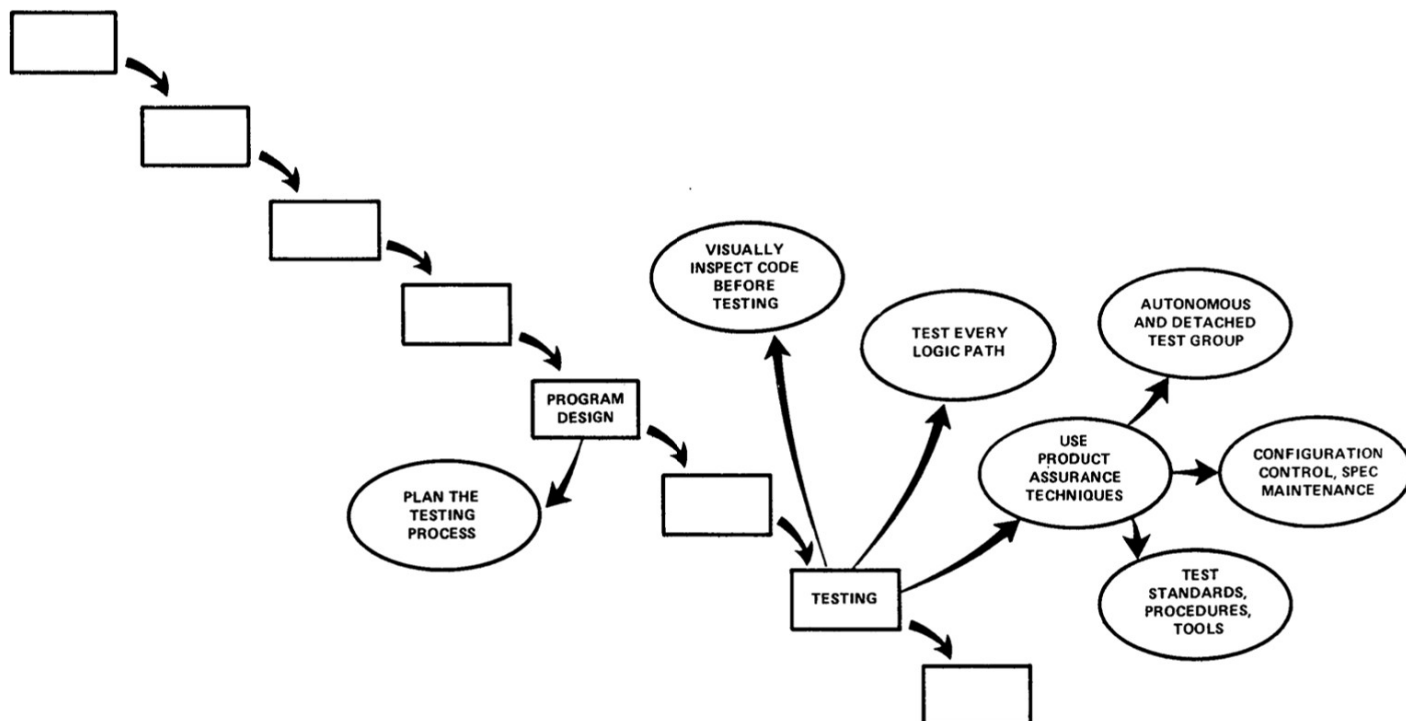 VISUALLY
INSPECT CODE
BEFORE
TESTING
TEST EVERY
LOGIC PATH
AUTONOMOUS
AND DETACHED
TEST GROUP
PROGRAM
DESIGN
USE
PRODUCT
ASSURANCE
TECHNIQUES
CONFIGURATION
CONTROL, SPEC
MAINTENANCE
PLAN THE
TESTING
PROCESS
TESTING
TEST
STANDARDS,
PROCEDURES,
TOOLS